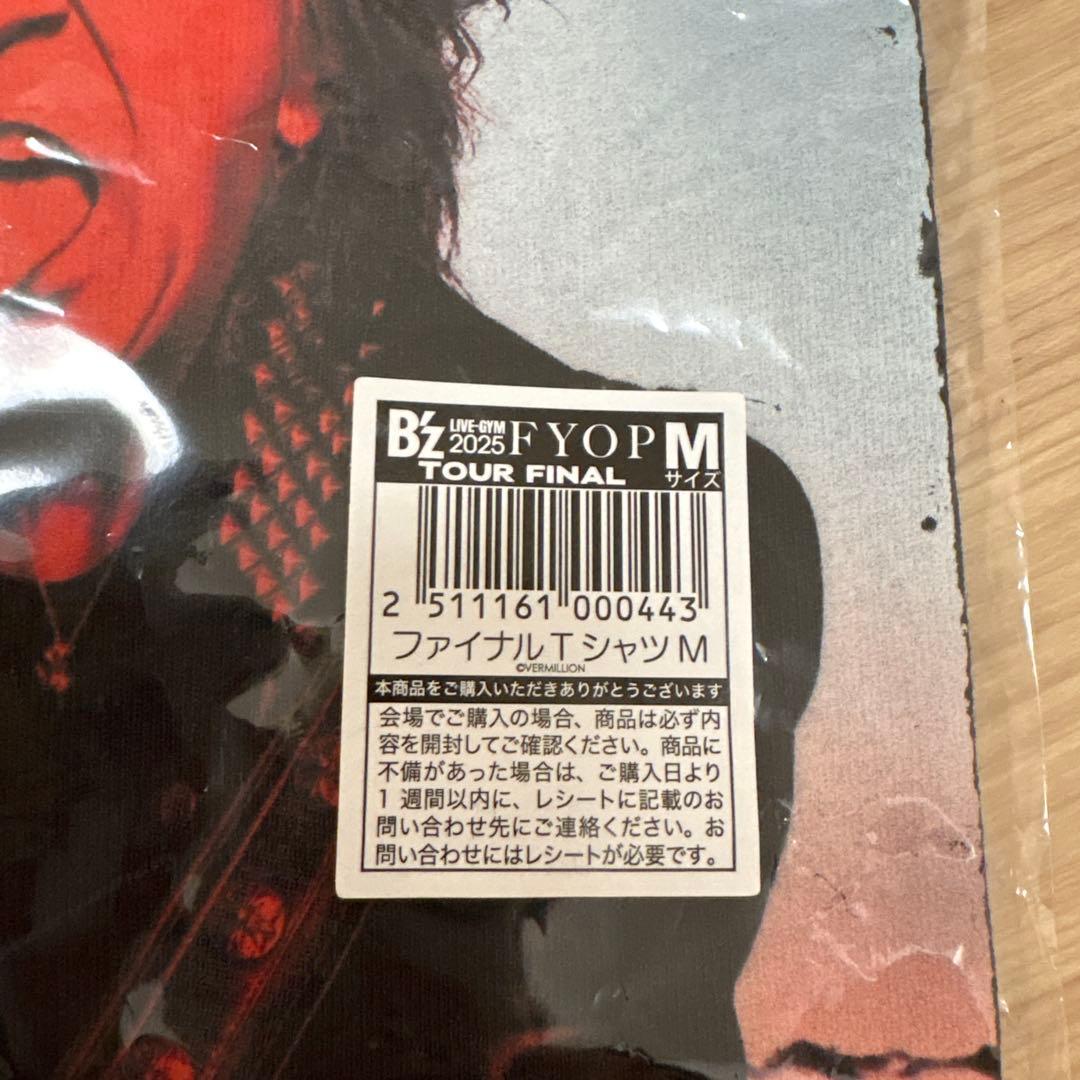 B'z LIVE-GYM 2025 FYOP M
TOUR FINAL サイズ
2 511161 000443
ファイナルTシャツ M
©VERMILLION
本商品をご購入いただきありがとうございます
会場でご購入の場合、商品は必ず内
容を開封してご確認ください。商品に
不備があった場合は、ご購入日より
1 週間以内に、レシートに記載のお
問い合わせ先にご連絡ください。お
問い合わせにはレシートが必要です。